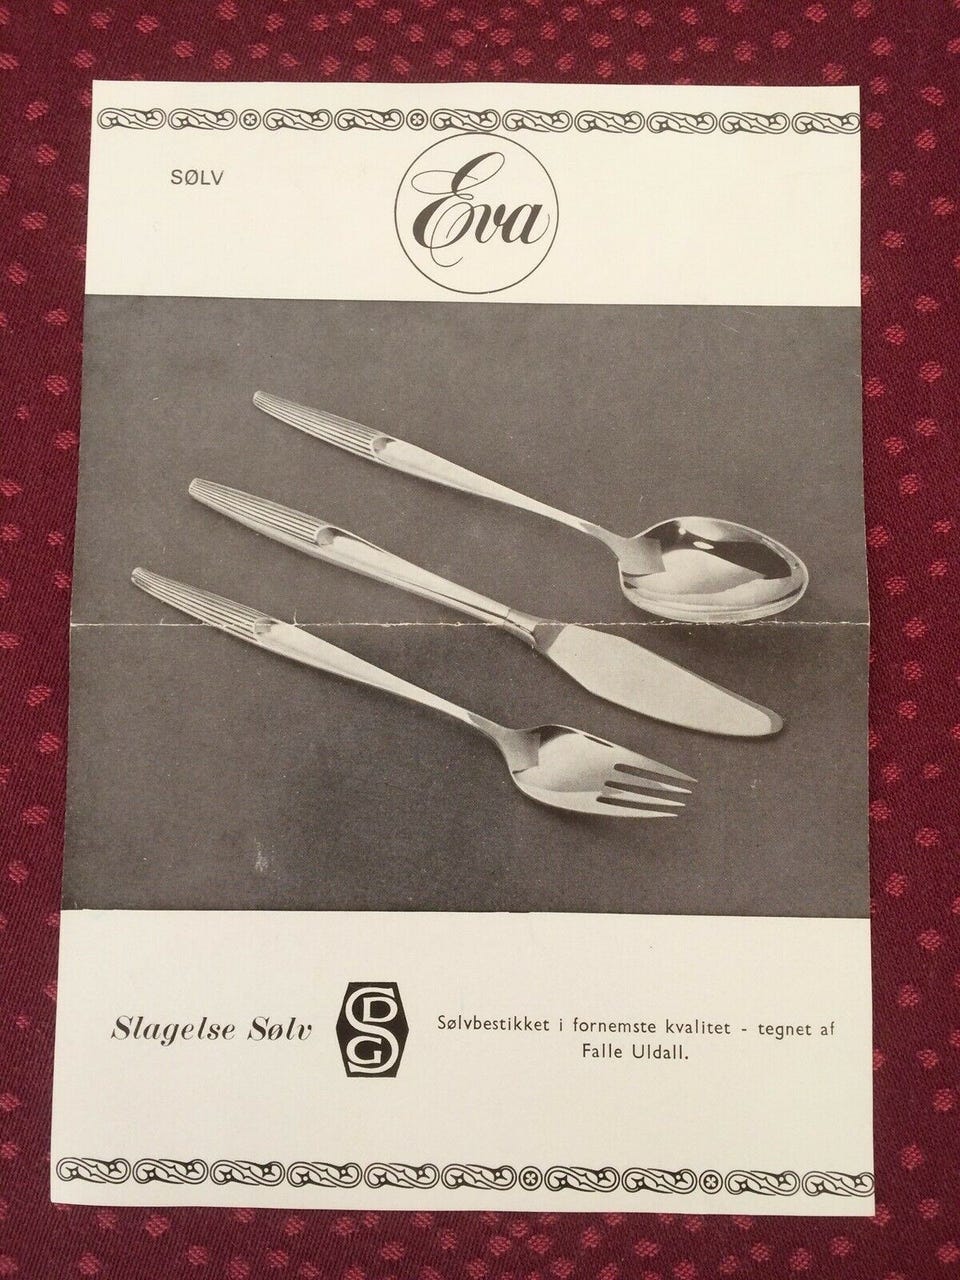 SØLV
Eva
Slagelse Sølv
SDG
Sølvbestikket i fornemste kvalitet - tegnet af
Falle Uldall.